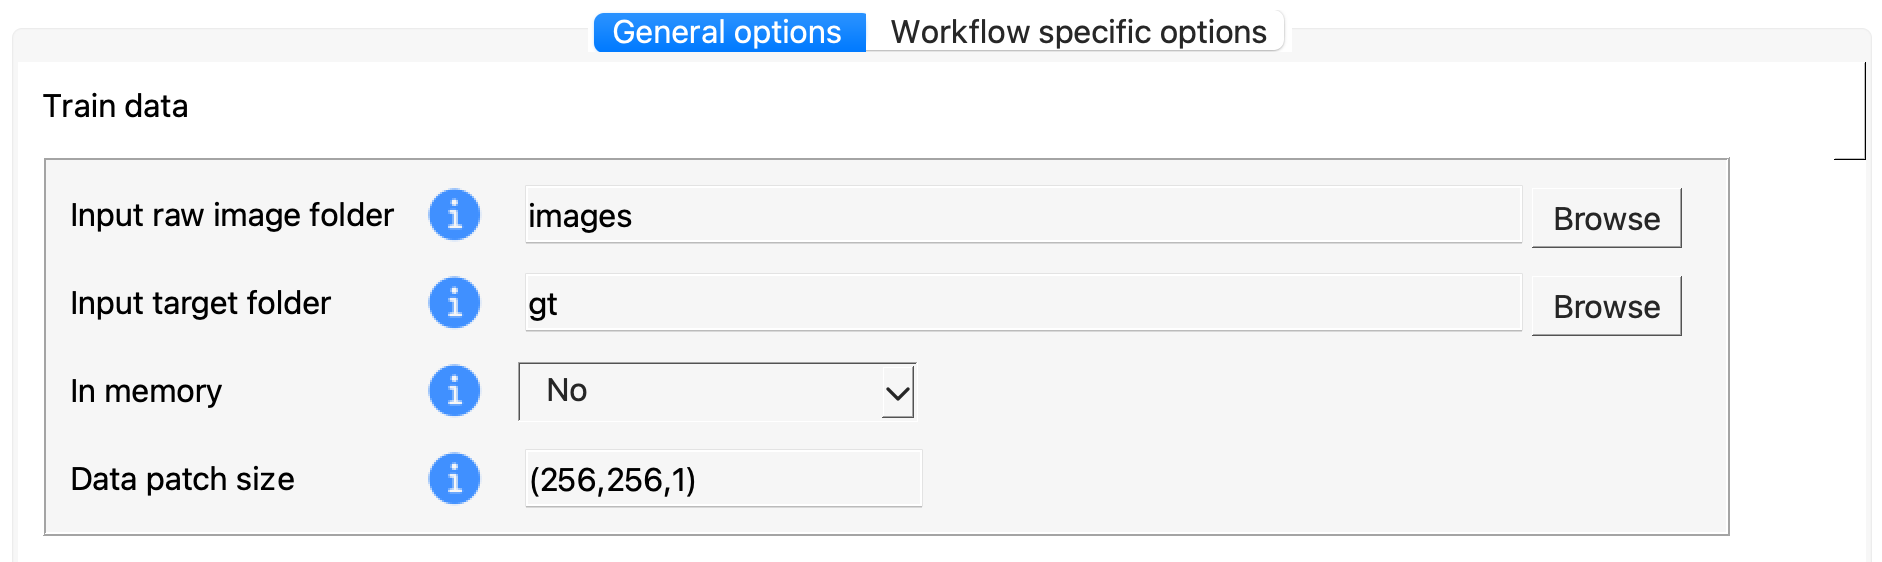 General options Workflow specific options
Train data
Input raw image folder i images Browse
Input target folder i gt Browse
In memory i No
Data patch size i (256,256,1)